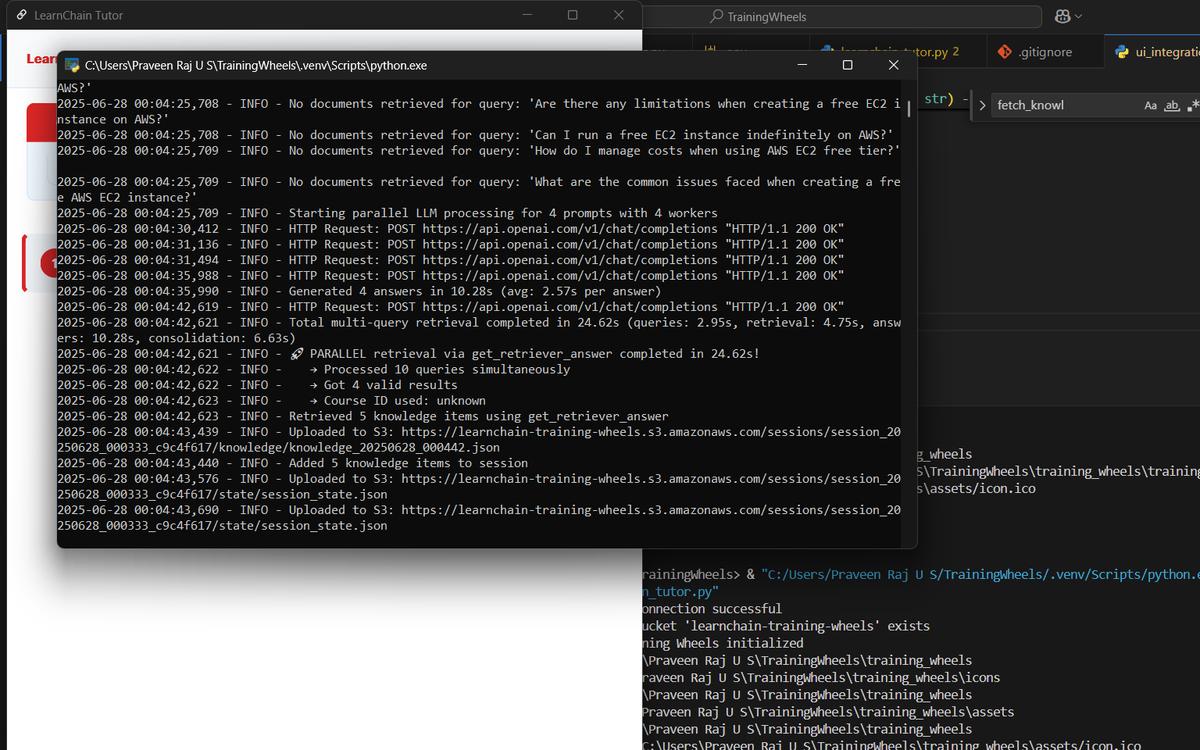 LearnChain Tutor
TrainingWheels
Lear
C:\Users\Praveen Raj U S\TrainingWheels\.venv\Scripts\python.exe
learnchain_tutor.py 2
.gitignore
ui_integrati
str) -
fetch_knowl
Aa
ab
AWS?'
2025-06-28 00:04:25,708 - INFO - No documents retrieved for query: 'Are there any limitations when creating a free EC2 i
nstance on AWS?'
2025-06-28 00:04:25,708 - INFO - No documents retrieved for query: 'Can I run a free EC2 instance indefinitely on AWS?'
2025-06-28 00:04:25,709 - INFO - No documents retrieved for query: 'How do I manage costs when using AWS EC2 free tier?'
2025-06-28 00:04:25,709 - INFO - No documents retrieved for query: 'What are the common issues faced when creating a fre
e AWS EC2 instance?'
2025-06-28 00:04:25,709 - INFO - Starting parallel LLM processing for 4 prompts with 4 workers
2025-06-28 00:04:30,412 - INFO - HTTP Request: POST https://api.openai.com/v1/chat/completions "HTTP/1.1 200 OK"
2025-06-28 00:04:31,136 - INFO - HTTP Request: POST https://api.openai.com/v1/chat/completions "HTTP/1.1 200 OK"
2025-06-28 00:04:31,494 - INFO - HTTP Request: POST https://api.openai.com/v1/chat/completions "HTTP/1.1 200 OK"
2025-06-28 00:04:35,988 - INFO - HTTP Request: POST https://api.openai.com/v1/chat/completions "HTTP/1.1 200 OK"
2025-06-28 00:04:35,990 - INFO - Generated 4 answers in 10.28s (avg: 2.57s per answer)
2025-06-28 00:04:42,619 - INFO - HTTP Request: POST https://api.openai.com/v1/chat/completions "HTTP/1.1 200 OK"
2025-06-28 00:04:42,621 - INFO - Total multi-query retrieval completed in 24.62s (queries: 2.95s, retrieval: 4.75s, answ
ers: 10.28s, consolidation: 6.63s)
2025-06-28 00:04:42,621 - INFO - 🚀 PARALLEL retrieval via get_retriever_answer completed in 24.62s!
2025-06-28 00:04:42,622 - INFO -    → Processed 10 queries simultaneously
2025-06-28 00:04:42,622 - INFO -    → Got 4 valid results
2025-06-28 00:04:42,623 - INFO -    → Course ID used: unknown
2025-06-28 00:04:42,623 - INFO - Retrieved 5 knowledge items using get_retriever_answer
2025-06-28 00:04:43,439 - INFO - Uploaded to S3: https://learnchain-training-wheels.s3.amazonaws.com/sessions/session_20
250628_000333_c9c4f617/knowledge/knowledge_20250628_000442.json
2025-06-28 00:04:43,440 - INFO - Added 5 knowledge items to session
2025-06-28 00:04:43,576 - INFO - Uploaded to S3: https://learnchain-training-wheels.s3.amazonaws.com/sessions/session_20
250628_000333_c9c4f617/state/session_state.json
2025-06-28 00:04:43,690 - INFO - Uploaded to S3: https://learnchain-training-wheels.s3.amazonaws.com/sessions/session_20
250628_000333_c9c4f617/state/session_state.json
g_wheels
S\TrainingWheels\training_wheels\training
s\assets/icon.ico
rainingWheels> & "C:/Users/Praveen Raj U S/TrainingWheels/.venv/Scripts/python.e
n_tutor.py"
onnection successful
ucket 'learnchain-training-wheels' exists
ning Wheels initialized
\Praveen Raj U S\TrainingWheels\training_wheels
raveen Raj U S\TrainingWheels\training_wheels\icons
\Praveen Raj U S\TrainingWheels\training_wheels
Praveen Raj U S\TrainingWheels\training_wheels\assets
\Praveen Raj U S\TrainingWheels\training_wheels
C:\Users\Praveen Raj U S\TrainingWheels\training_wheels\assets/icon.ico